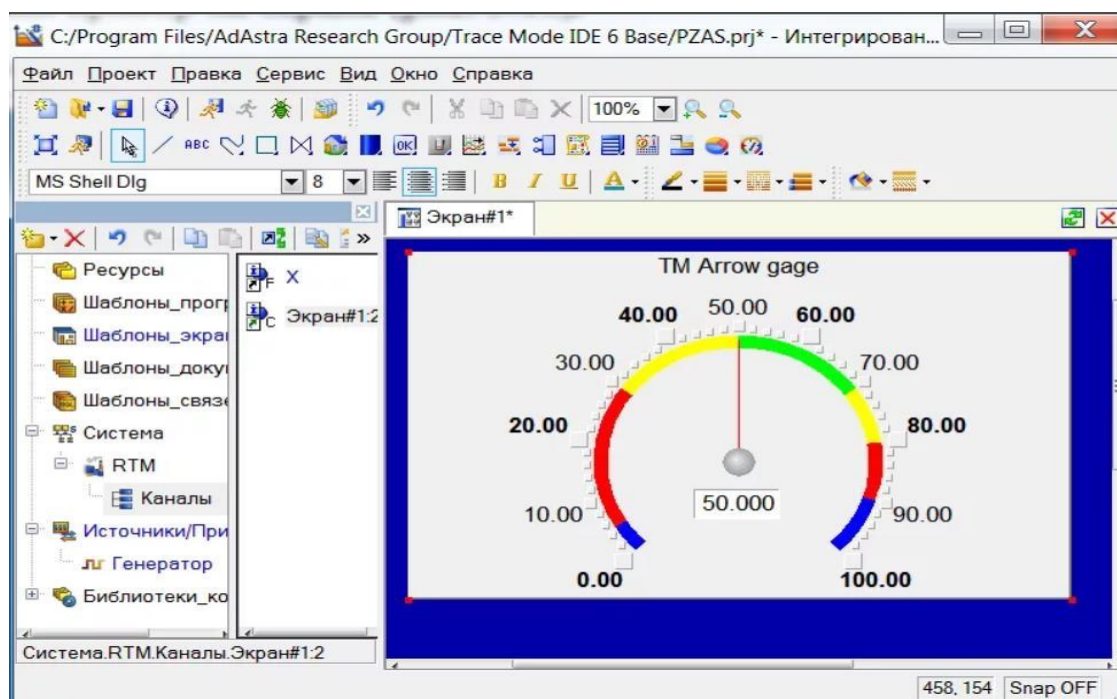 C:/Program Files/AdAstra Research Group/Trace Mode IDE 6 Base/PZAS.prj* - Интегрирован...
Файл Проект Правка Сервис Вид Окно Справка
100%
ABC
OK
MS Shell Dlg 8 B I U A
Экран#1*
Ресурсы
Шаблоны_прогр
Шаблоны_экра
Шаблоны_доку
Шаблоны_связе
Система
RTM
Каналы
Источники/При
Генератор
Библиотеки_ко
F X
C Экран#1:2
TM Arrow gage
0.00
10.00
20.00
30.00
40.00
50.00
60.00
70.00
80.00
90.00
100.00
50.000
Система.RTM.Каналы.Экран#1:2
458, 154 Snap OFF